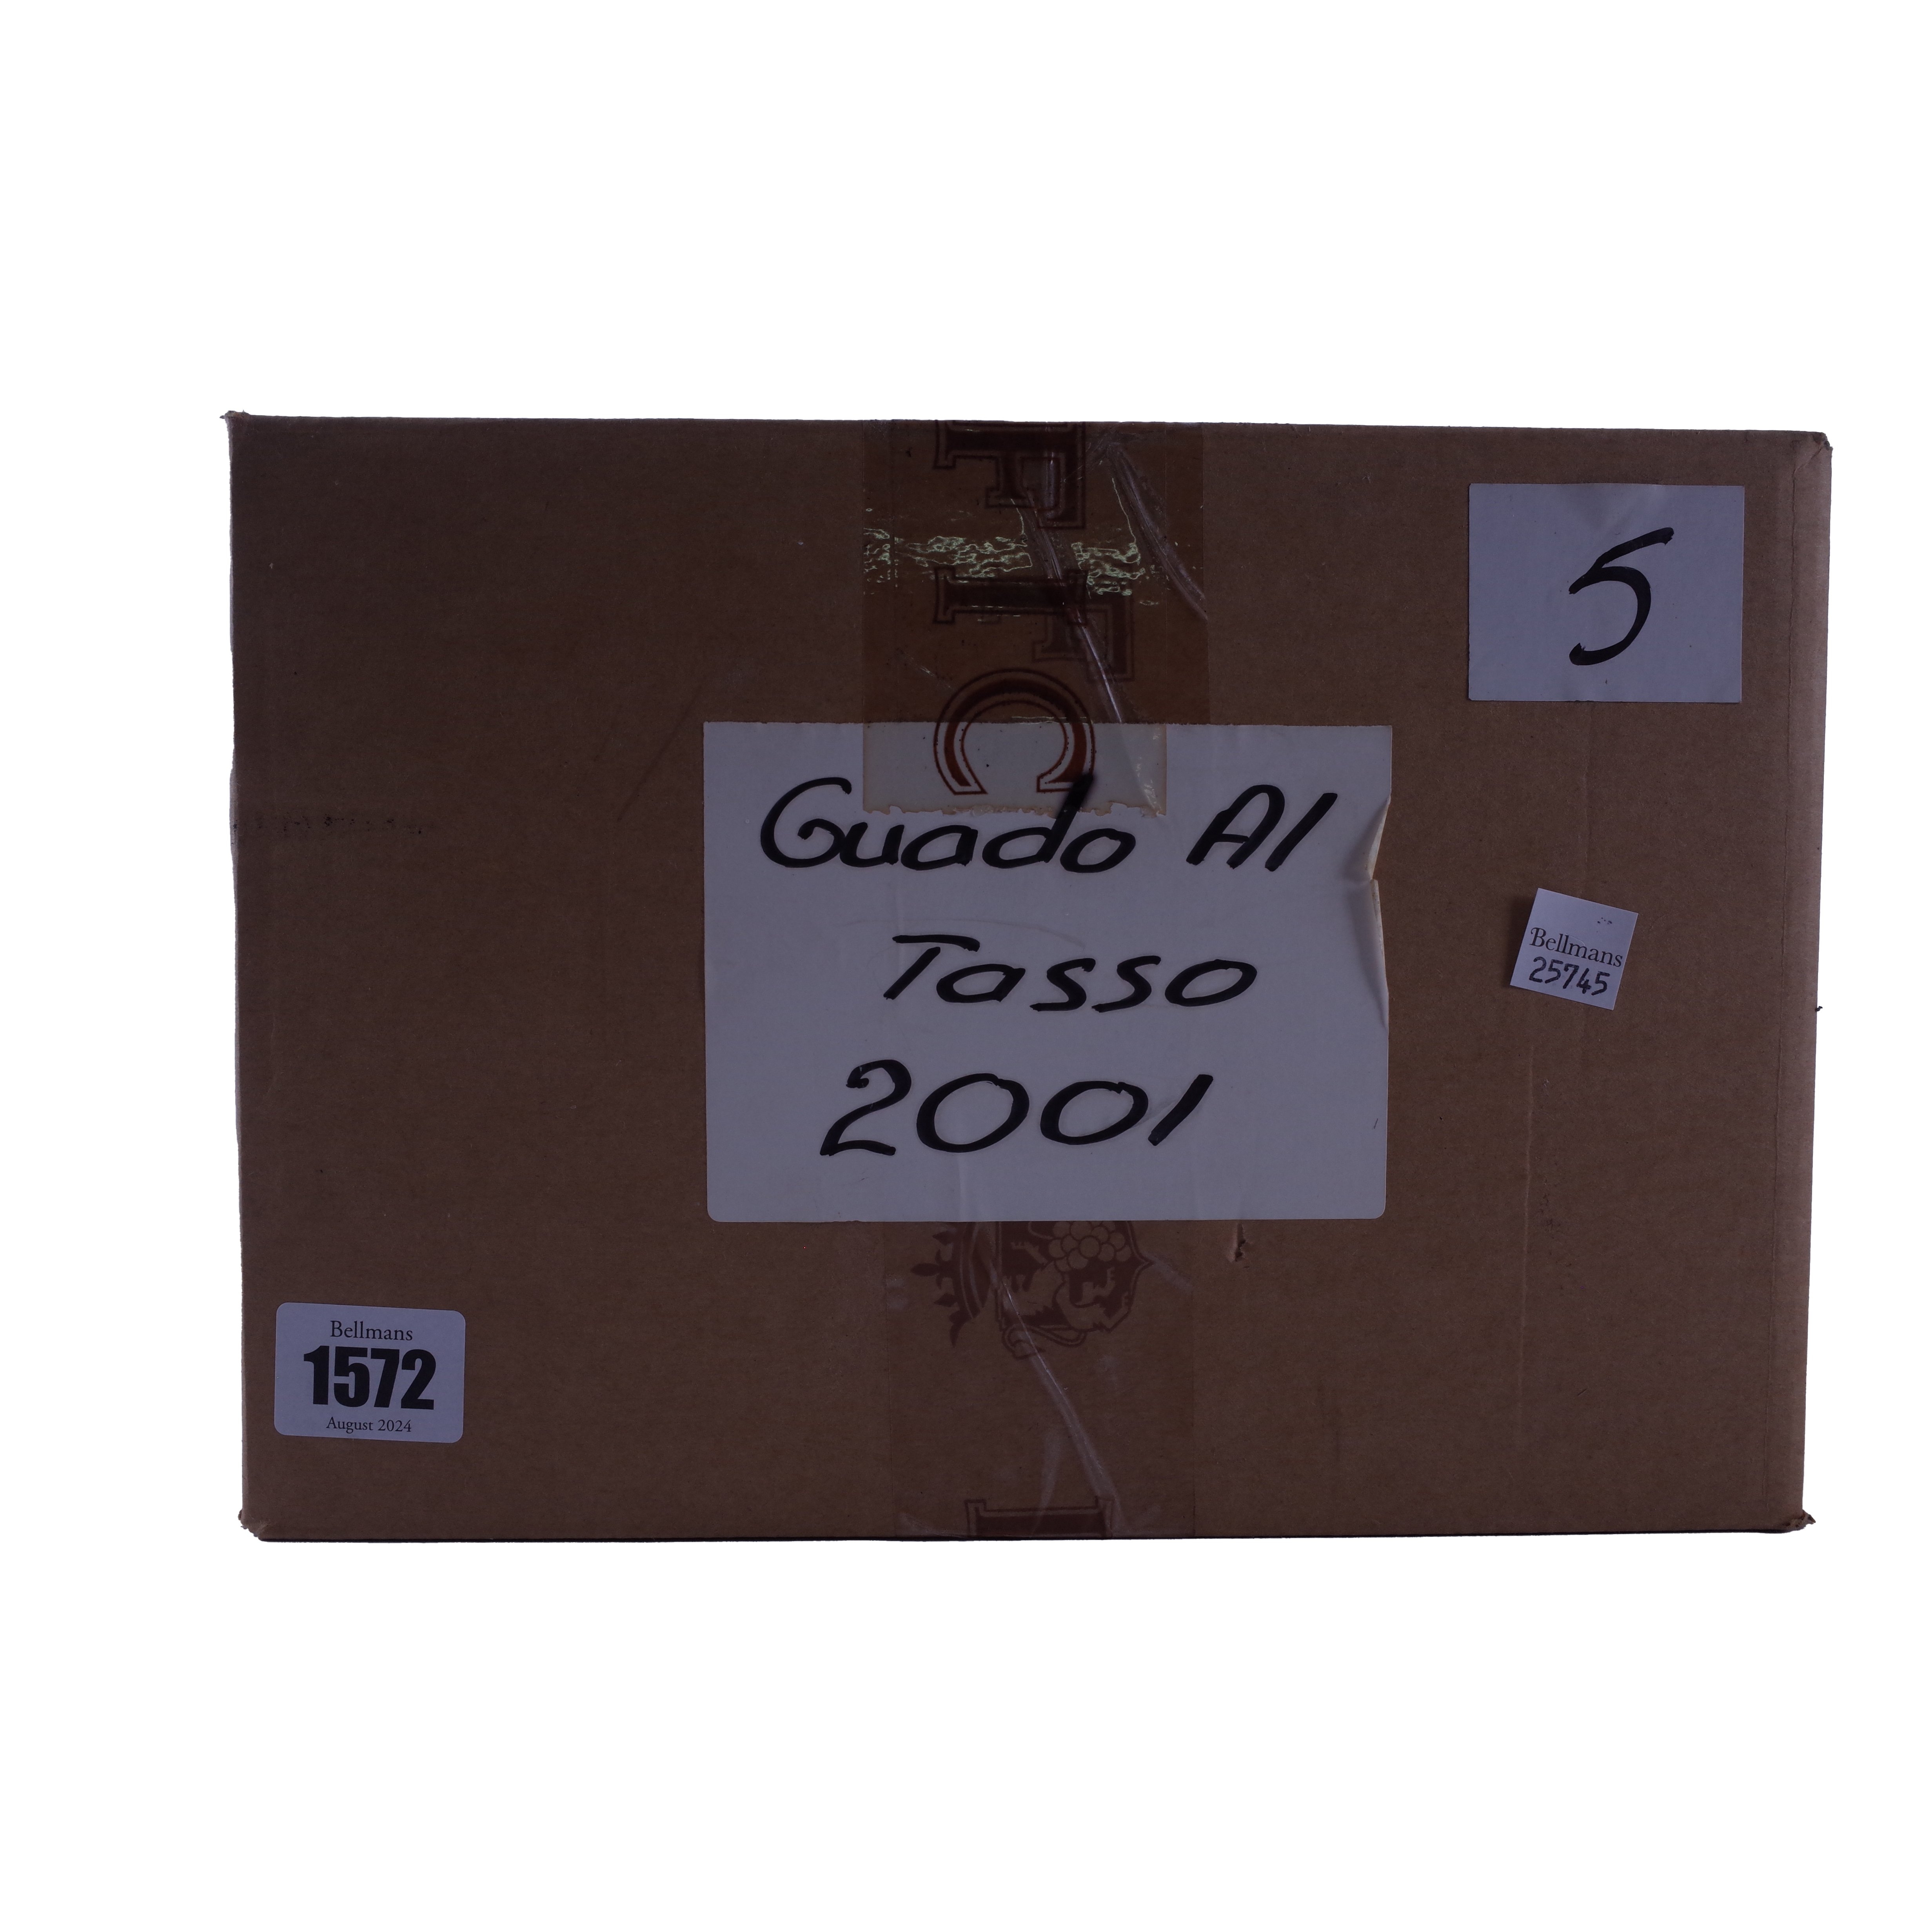 5
Guado Al
Tasso
2001
Bellmans
25745
Bellmans
1572
August 2024